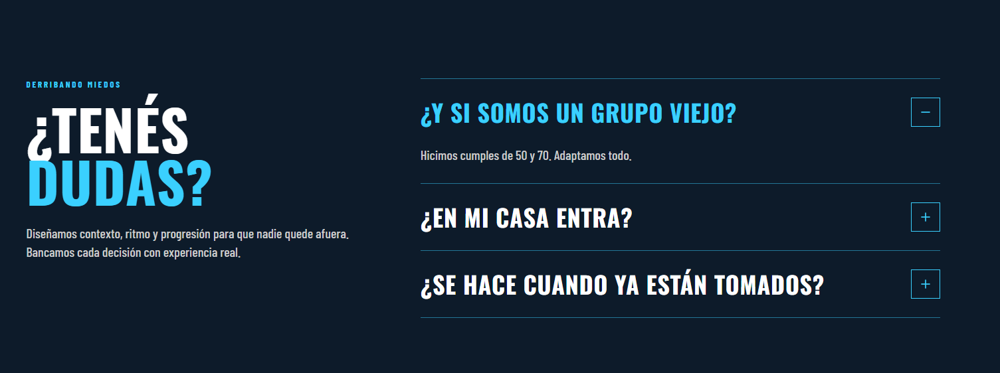 DERRIBANDO MIEDOS
¿TENÉS
DUDAS?
Diseñamos contexto, ritmo y progresión para que nadie quede afuera.
Bancamos cada decisión con experiencia real.
¿Y SI SOMOS UN GRUPO VIEJO?
Hicimos cumples de 50 y 70. Adaptamos todo.
¿EN MI CASA ENTRA?
¿SE HACE CUANDO YA ESTÁN TOMADOS?